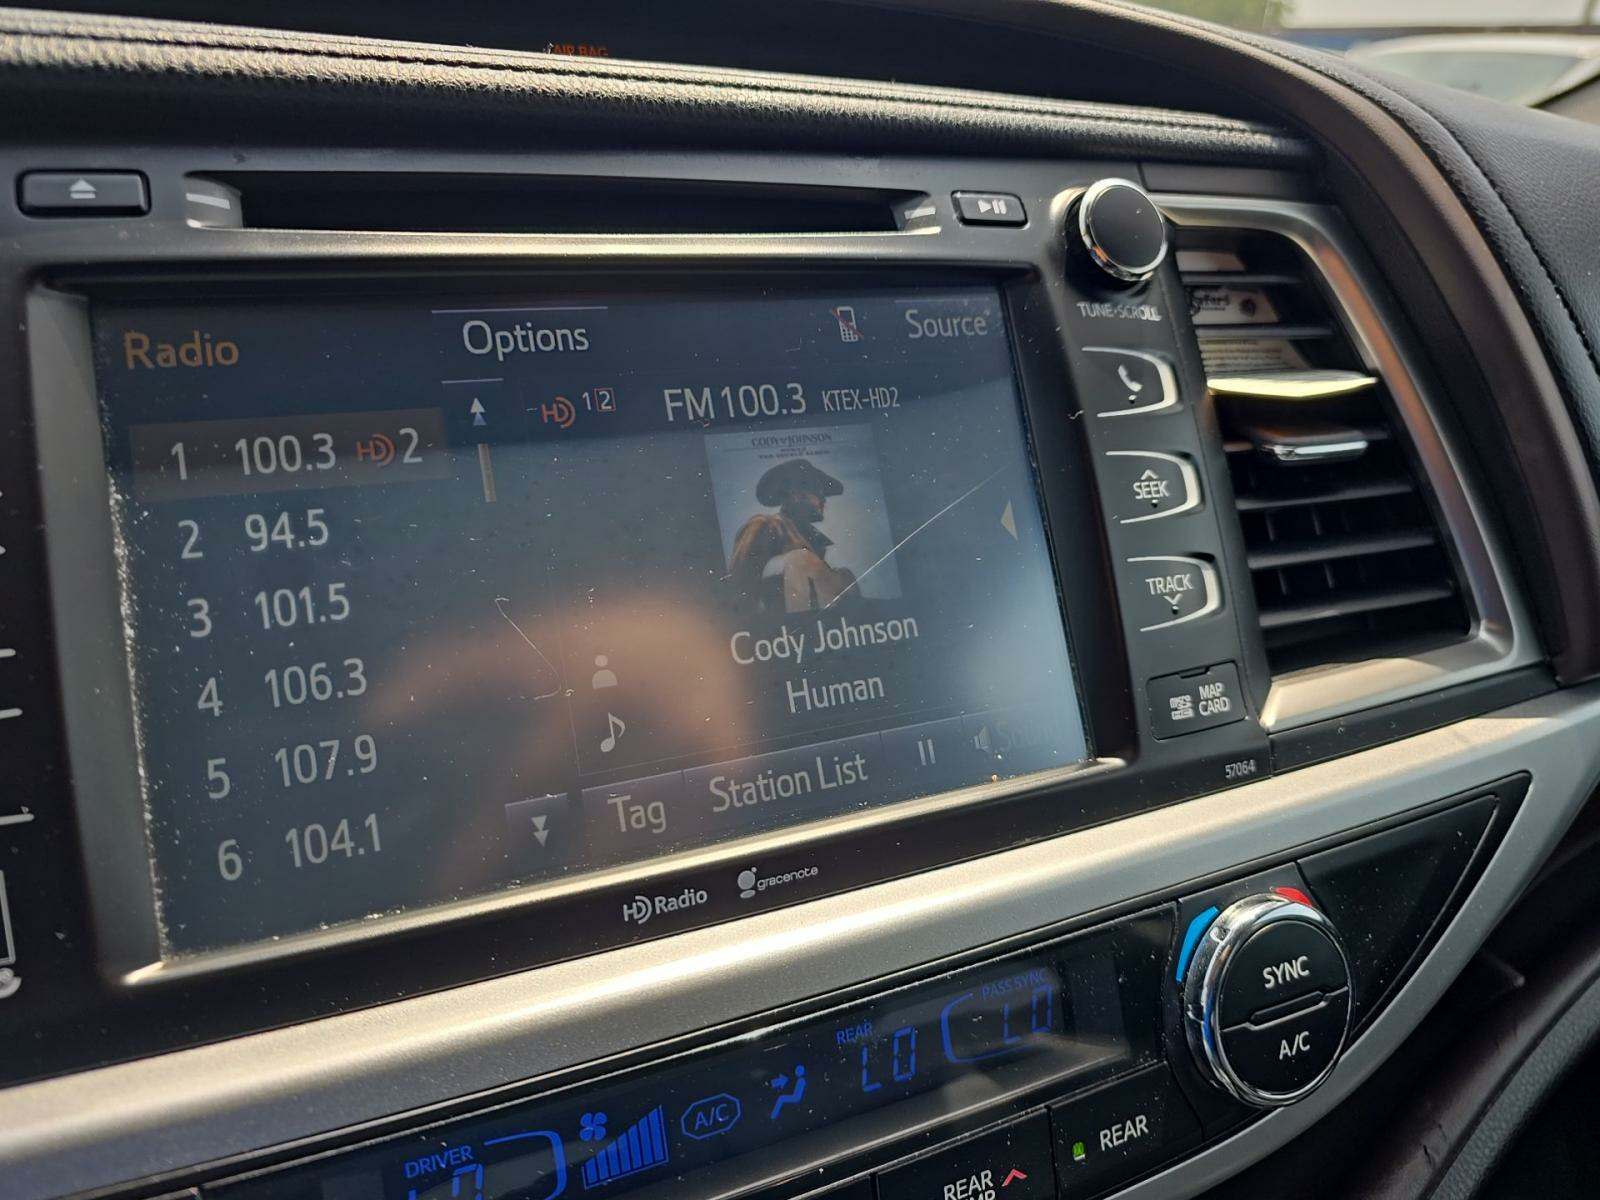 AIR BAG
TUNE•SCROLL
Radio
Options
Source
HD 1 2
FM 100.3 KTEX-HD2
1 100.3 HD 2
2 94.5
3 101.5
4 106.3
5 107.9
6 104.1
CODY JOHNSON
Cody Johnson
Human
Tag
Station List
Sound
SEEK
TRACK
MAP
CARD
57064
HD Radio
gracenote
SYNC
A/C
PASS SYNC
REAR
LO
LO
A/C
DRIVER
REAR
REAR